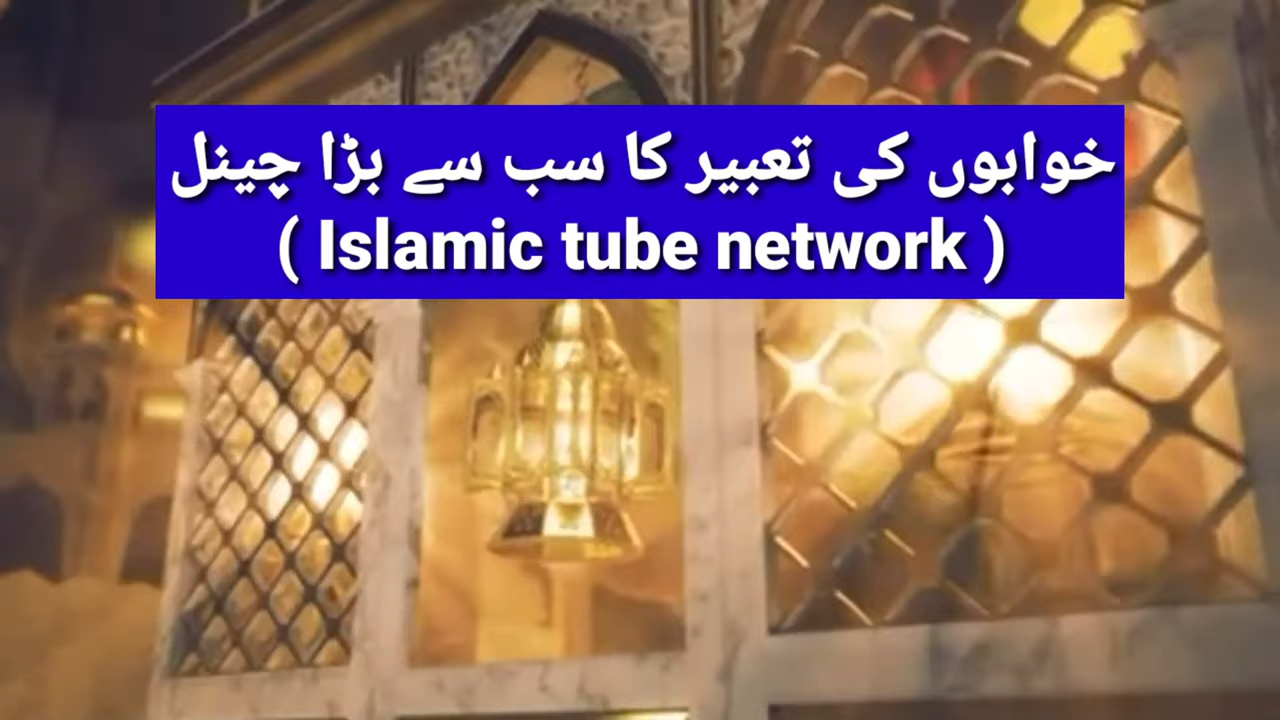 خوابوں کی تعبیر کا سب سے بڑا چینل
( Islamic tube network )